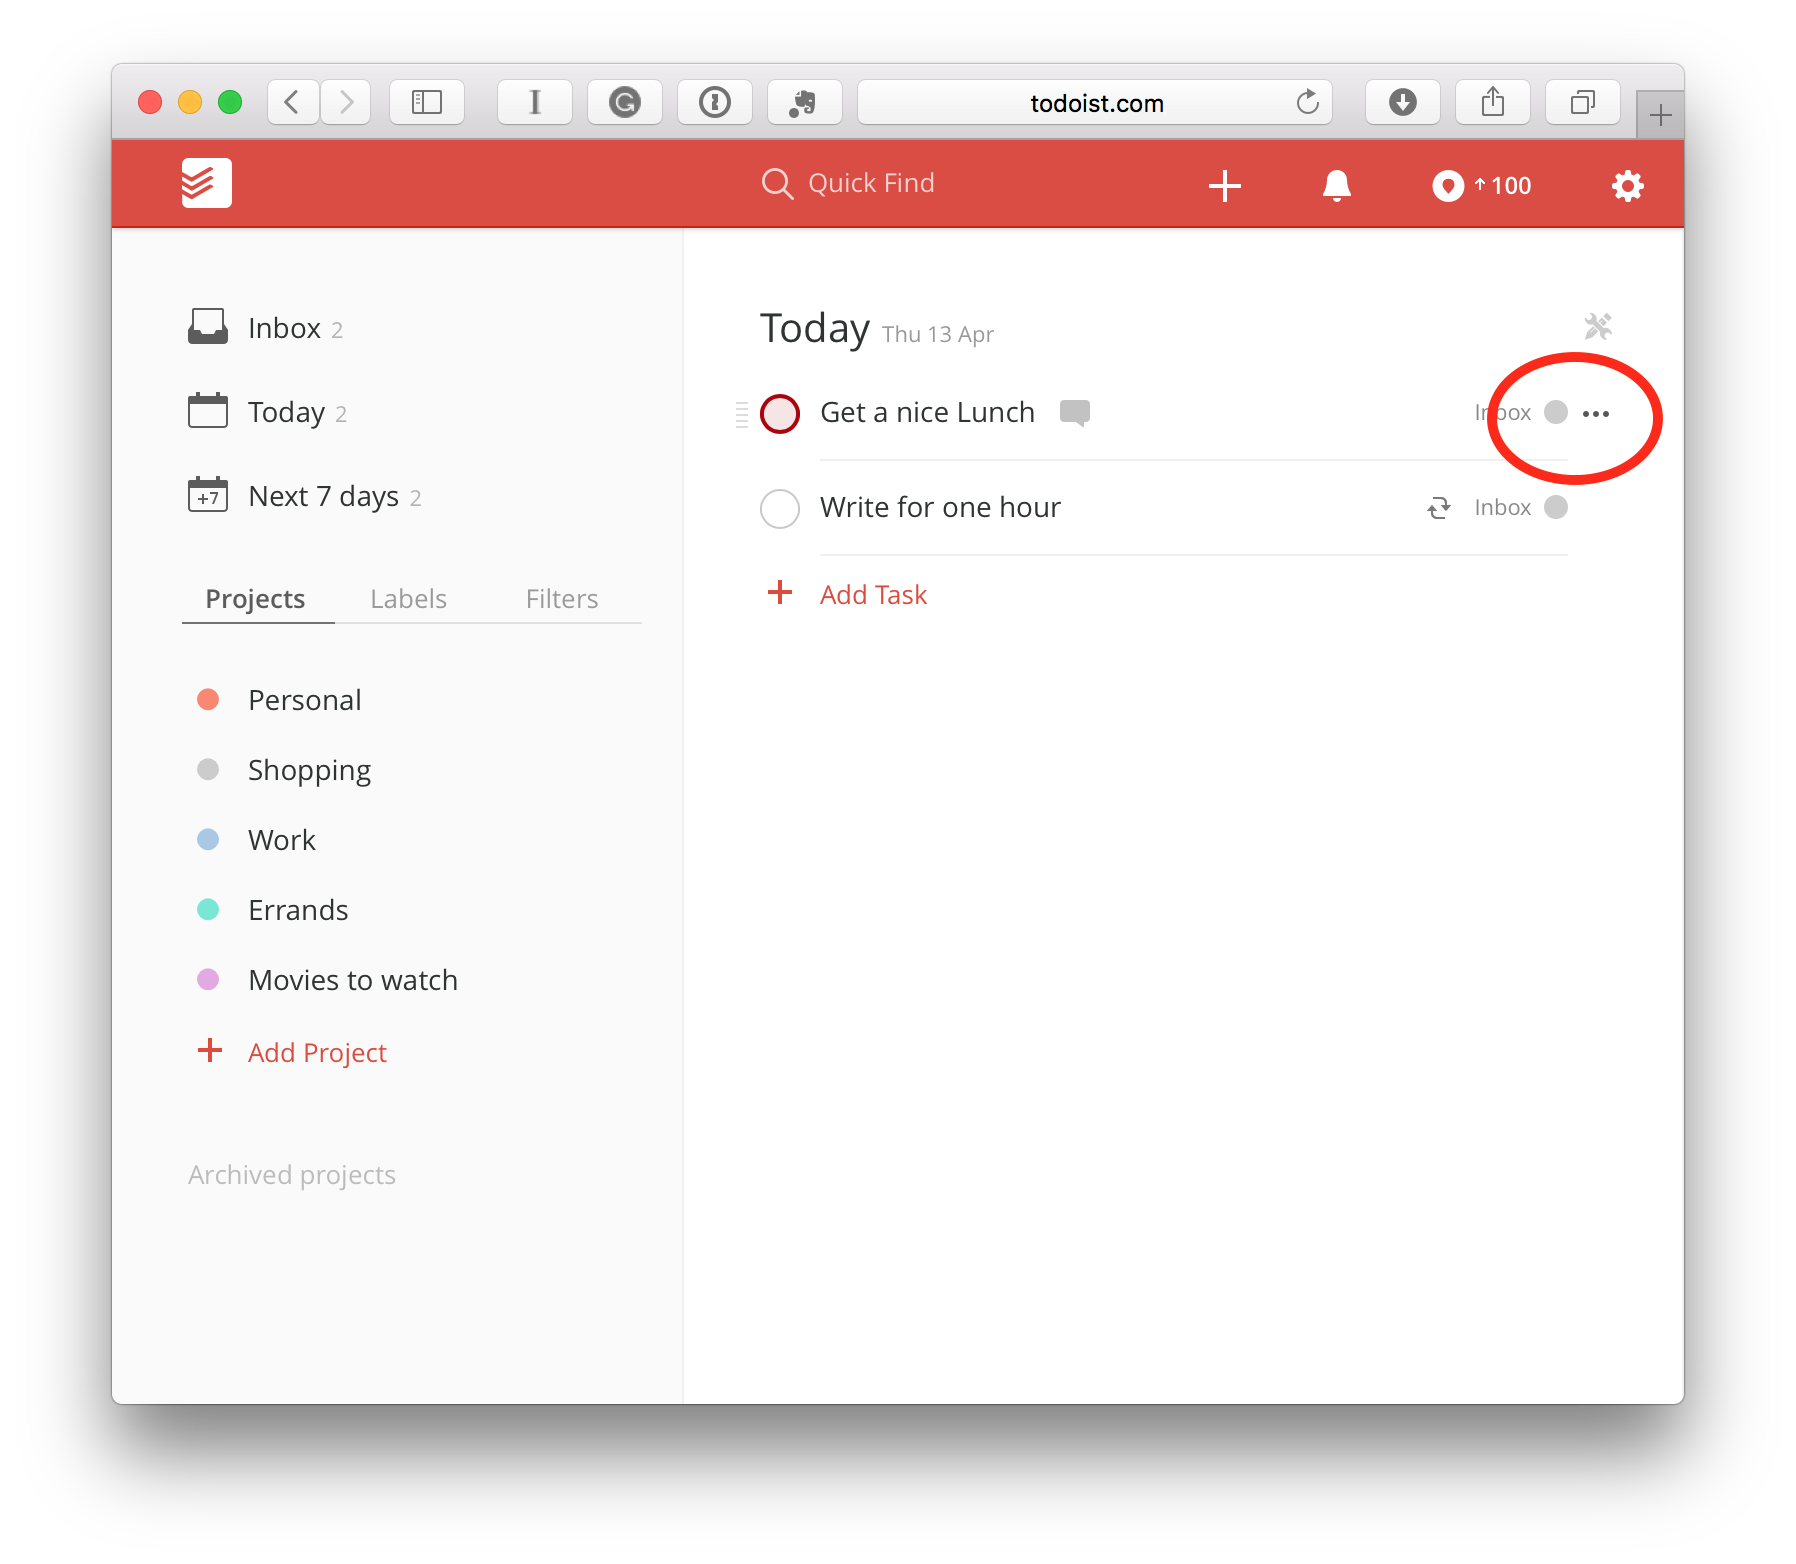 todoist.com
Quick Find
100
Inbox 2
Today 2
+7 Next 7 days 2
Projects Labels Filters
Personal
Shopping
Work
Errands
Movies to watch
Add Project
Archived projects
Today Thu 13 Apr
Get a nice Lunch Inbox
Write for one hour Inbox
Add Task